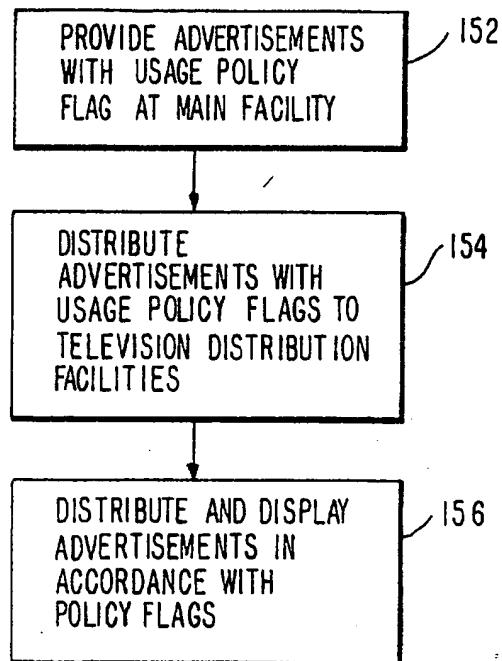 PROVIDE ADVERTISEMENTS
WITH USAGE POLICY
FLAG AT MAIN FACILITY
152
DISTRIBUTE
ADVERTISEMENTS WITH
USAGE POLICY FLAGS TO
TELEVISION DISTRIBUTION
FACILITIES
154
DISTRIBUTE AND DISPLAY
ADVERTISEMENTS IN
ACCORDANCE WITH
POLICY FLAGS
156